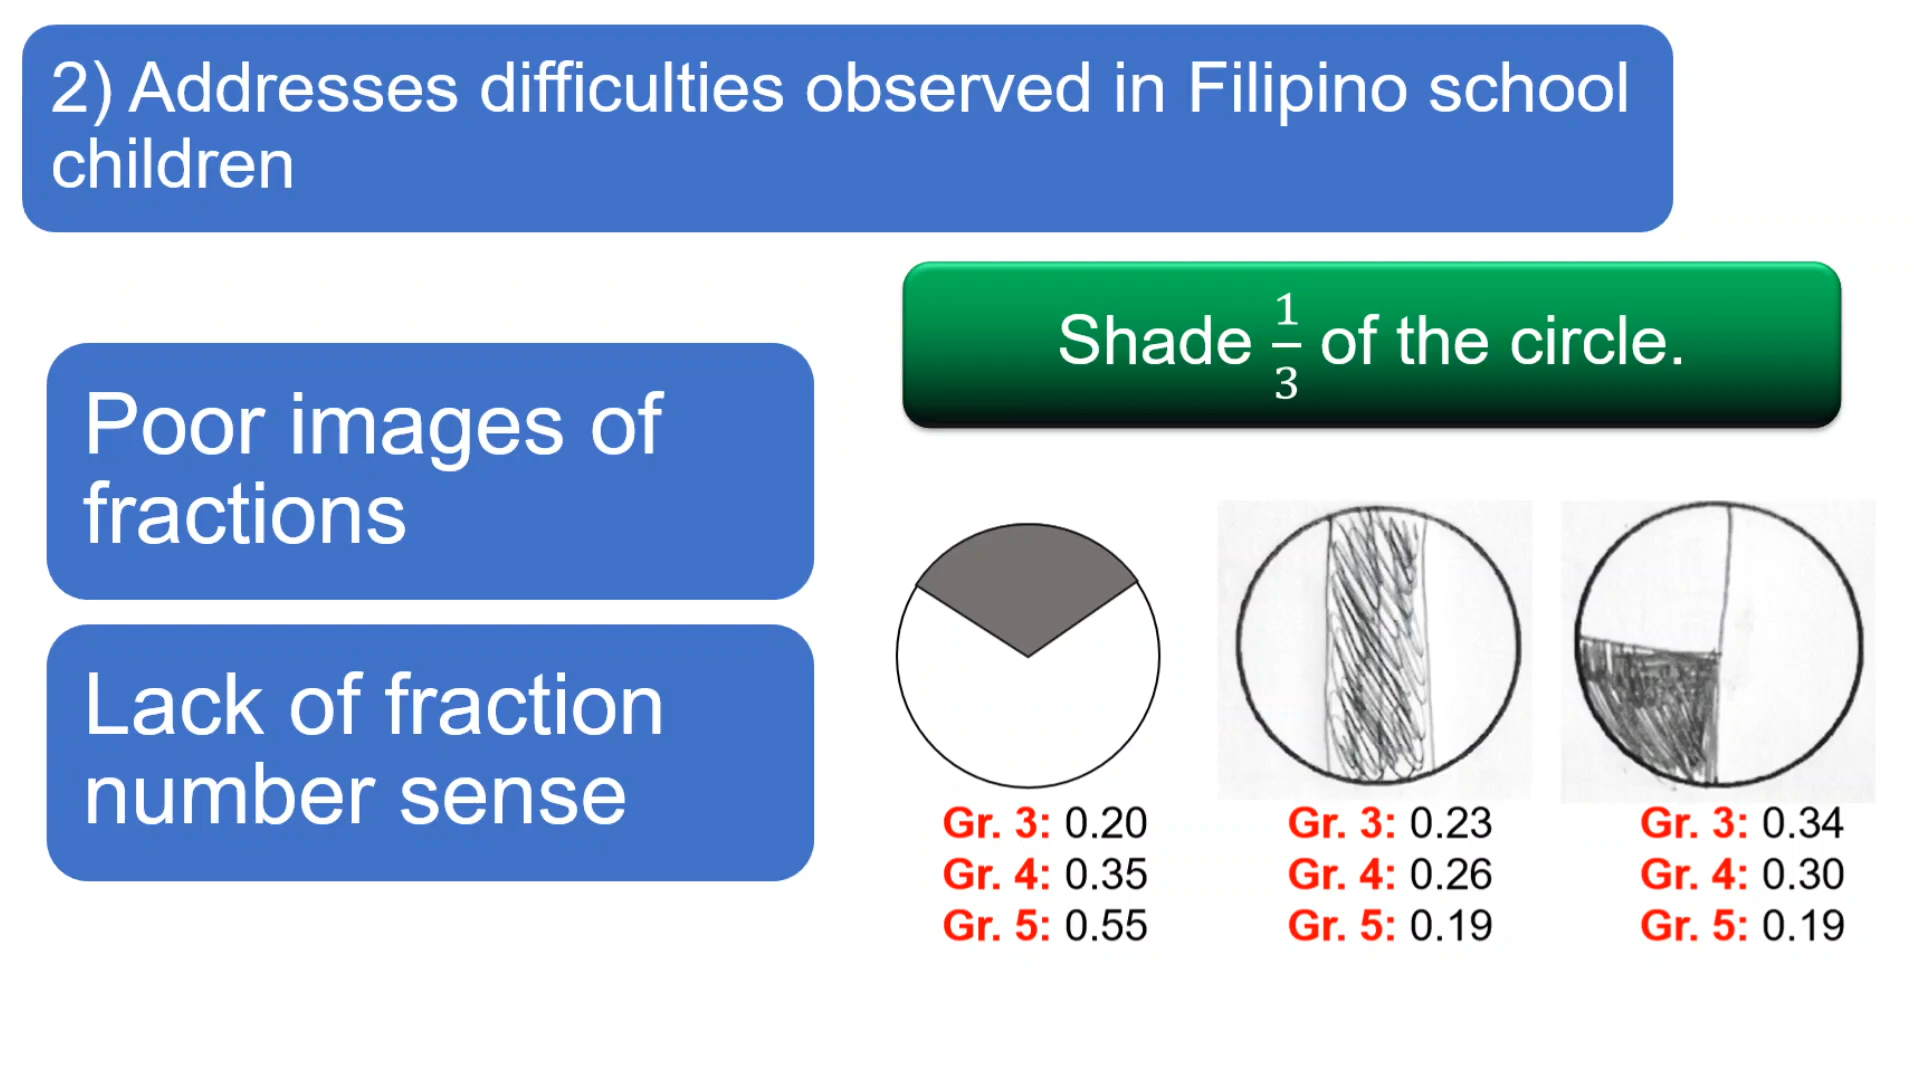 2) Addresses difficulties observed in Filipino school
children
Poor images of
fractions
Lack of fraction
number sense
Shade 1/3 of the circle.
Gr. 3: 0.20
Gr. 4: 0.35
Gr. 5: 0.55
Gr. 3: 0.23
Gr. 4: 0.26
Gr. 5: 0.19
Gr. 3: 0.34
Gr. 4: 0.30
Gr. 5: 0.19